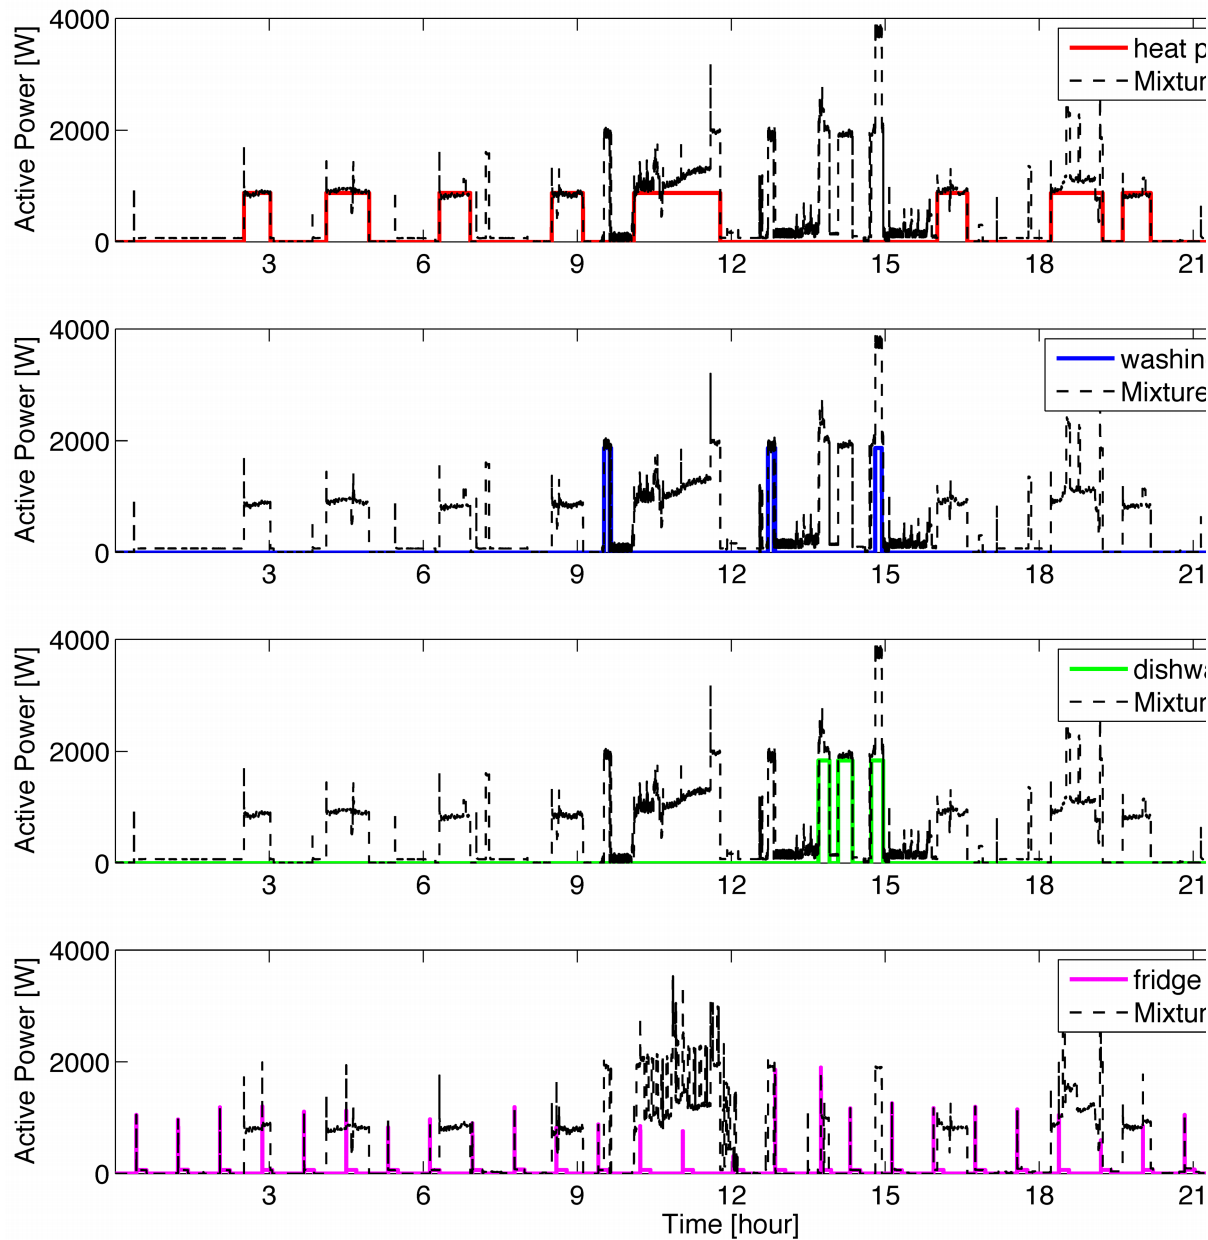 4000
heat p
Mixtur
Active Power [W]
2000
0
3 6 9 12 15 18 21
4000
washin
Mixture
Active Power [W]
2000
0
3 6 9 12 15 18 21
4000
dishwa
Mixtur
Active Power [W]
2000
0
3 6 9 12 15 18 21
4000
fridge
Mixtur
Active Power [W]
2000
0
3 6 9 12 15 18 21
Time [hour]